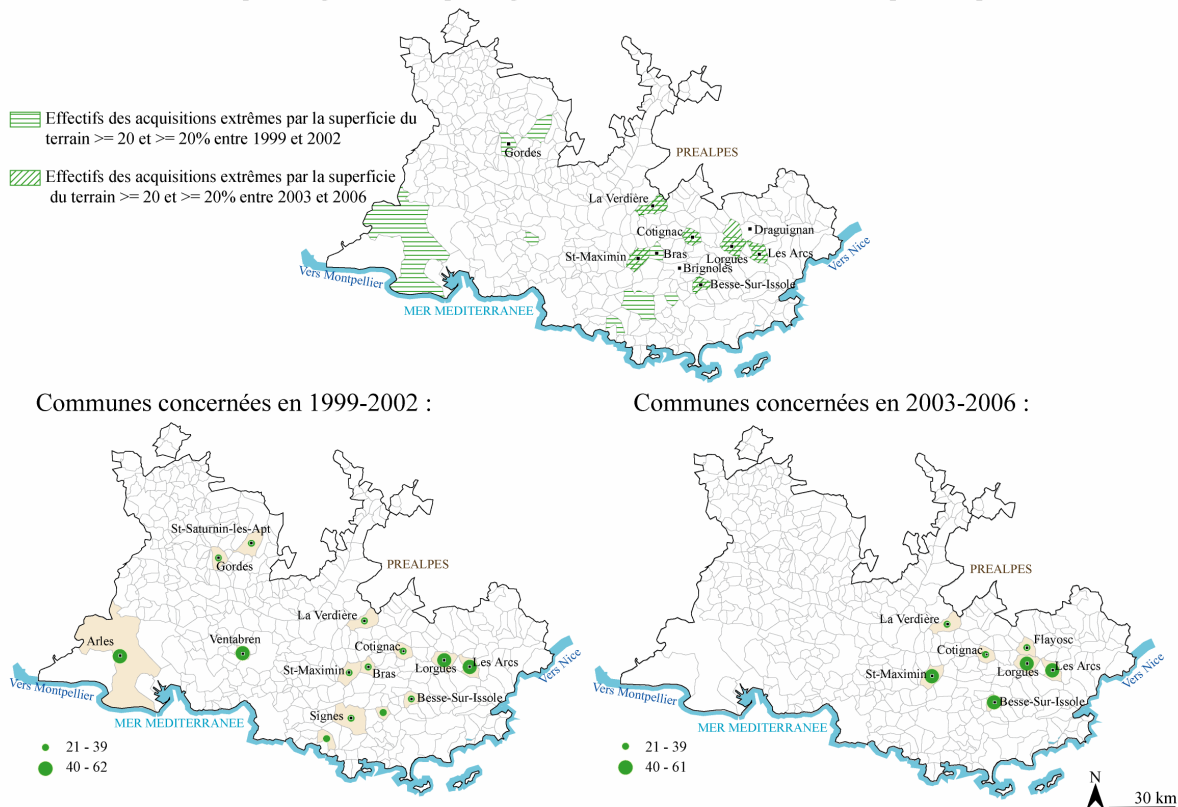 Effectifs des acquisitions extrêmes par la superficie du
terrain >= 20 et >= 20% entre 1999 et 2002
Effectifs des acquisitions extrêmes par la superficie
du terrain >= 20 et >= 20% entre 2003 et 2006
Gordes
PREALPES
La Verdière
Cotignac
Draguignan
St-Maximin
Bras
Lorgues
Les Arcs
Brignoles
Besse-Sur-Issole
Vers Montpellier
Vers Nice
MER MEDITERRANEE
Communes concernées en 1999-2002 :
St-Saturnin-les-Apt
Gordes
PREALPES
La Verdière
Arles
Ventabren
Cotignac
St-Maximin
Bras
Lorgues
Les Arcs
Besse-Sur-Issole
Signes
Vers Montpellier
Vers Nice
MER MEDITERRANEE
21 - 39
40 - 62
Communes concernées en 2003-2006 :
PREALPES
La Verdière
Flayosc
Cotignac
Lorgues
Les Arcs
St-Maximin
Besse-Sur-Issole
Vers Montpellier
Vers Nice
MER MEDITERRANEE
21 - 39
40 - 61
N
30 km